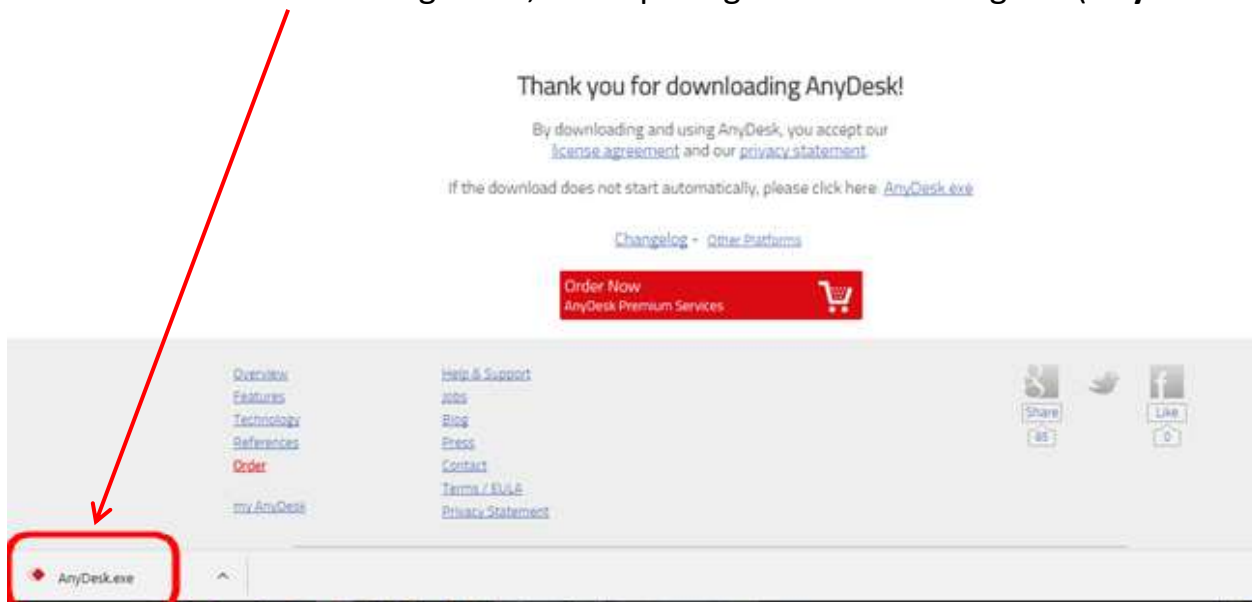 Thank you for downloading AnyDesk!
By downloading and using AnyDesk, you accept our
license agreement and our privacy statement.
If the download does not start automatically, please click here: AnyDesk.exe
Changelog - Other Platforms
Order Now
AnyDesk Premium Services
Overview
Features
Technology
References
Order
my AnyDesk
Help & Support
Jobs
Blog
Press
Contact
Terms / EULA
Privacy Statement
Share
85
Like
0
AnyDesk.exe